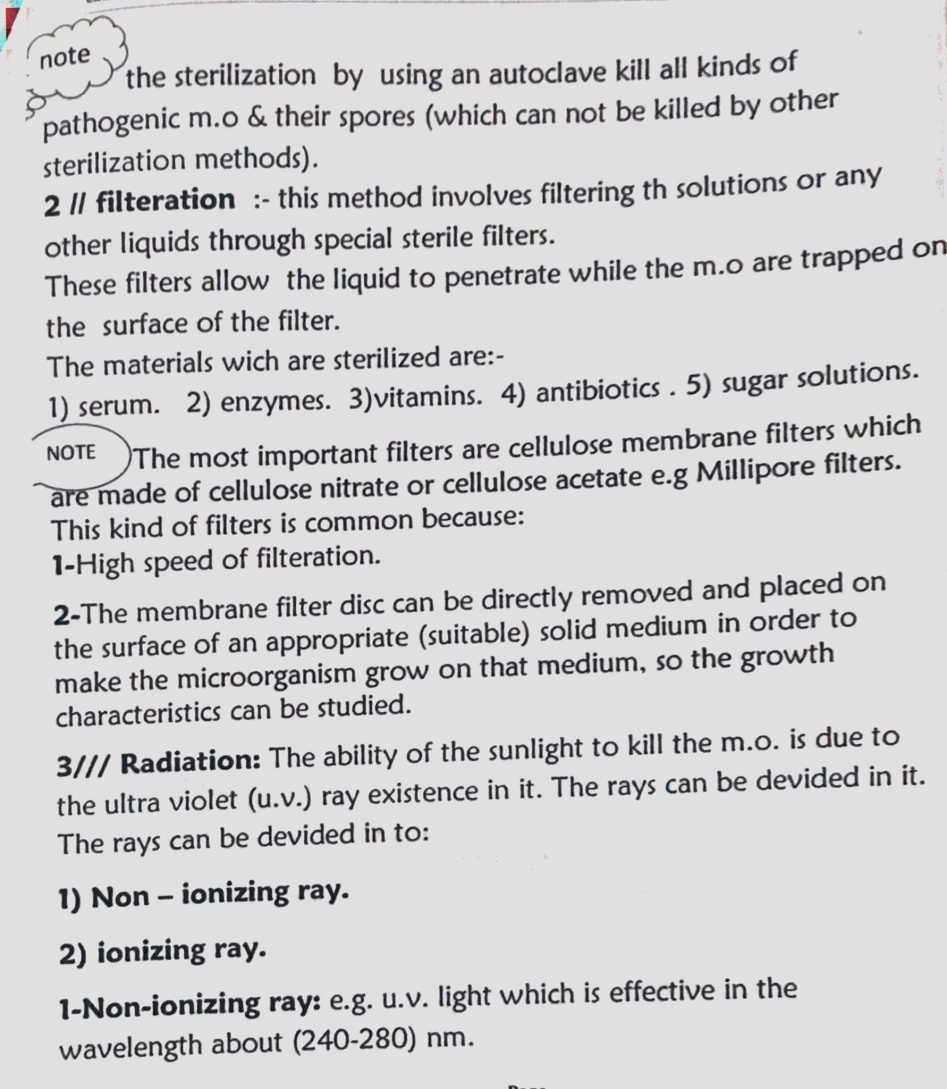 note
the sterilization by using an autoclave kill all kinds of
pathogenic m.o & their spores (which can not be killed by other
sterilization methods).
2 // filteration :- this method involves filtering th solutions or any
other liquids through special sterile filters.
These filters allow the liquid to penetrate while the m.o are trapped on
the surface of the filter.
The materials wich are sterilized are:-
1) serum. 2) enzymes. 3)vitamins. 4) antibiotics . 5) sugar solutions.
NOTE
The most important filters are cellulose membrane filters which
are made of cellulose nitrate or cellulose acetate e.g Millipore filters.
This kind of filters is common because:
1-High speed of filteration.
2-The membrane filter disc can be directly removed and placed on
the surface of an appropriate (suitable) solid medium in order to
make the microorganism grow on that medium, so the growth
characteristics can be studied.
3/// Radiation: The ability of the sunlight to kill the m.o. is due to
the ultra violet (u.v.) ray existence in it. The rays can be devided in it.
The rays can be devided in to:
1) Non – ionizing ray.
2) ionizing ray.
1-Non-ionizing ray: e.g. u.v. light which is effective in the
wavelength about (240-280) nm.